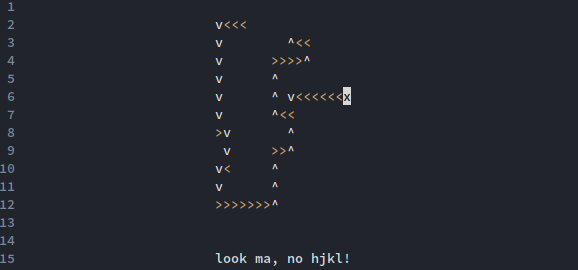 1
2 v<<<
3 v        ^<<
4 v      >>>>^
5 v      ^
6 v      ^ v<<<<<<x
7 v      ^<<
8 >v       ^
9  v     >>^
10 v<     ^
11 v      ^
12 >>>>>>>^
13
14
15 look ma, no hjkl!